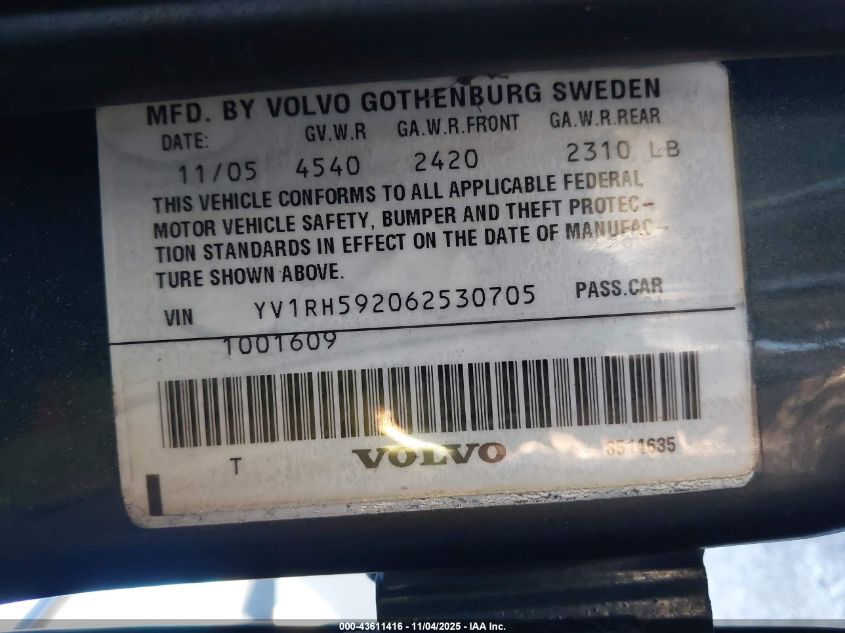 MFD. BY VOLVO GOTHENBURG SWEDEN
DATE: GV.W.R GA.W.R.FRONT GA.W.R.REAR
11/05 4540 2420 2310 LB
THIS VEHICLE CONFORMS TO ALL APPLICABLE FEDERAL
MOTOR VEHICLE SAFETY, BUMPER AND THEFT PROTEC-
TION STANDARDS IN EFFECT ON THE DATE OF MANUFAC-
TURE SHOWN ABOVE.
VIN YV1RH592062530705 PASS.CAR
1001609
T VOLVO
000-43611416 - 11/04/2025 - IAA Inc.